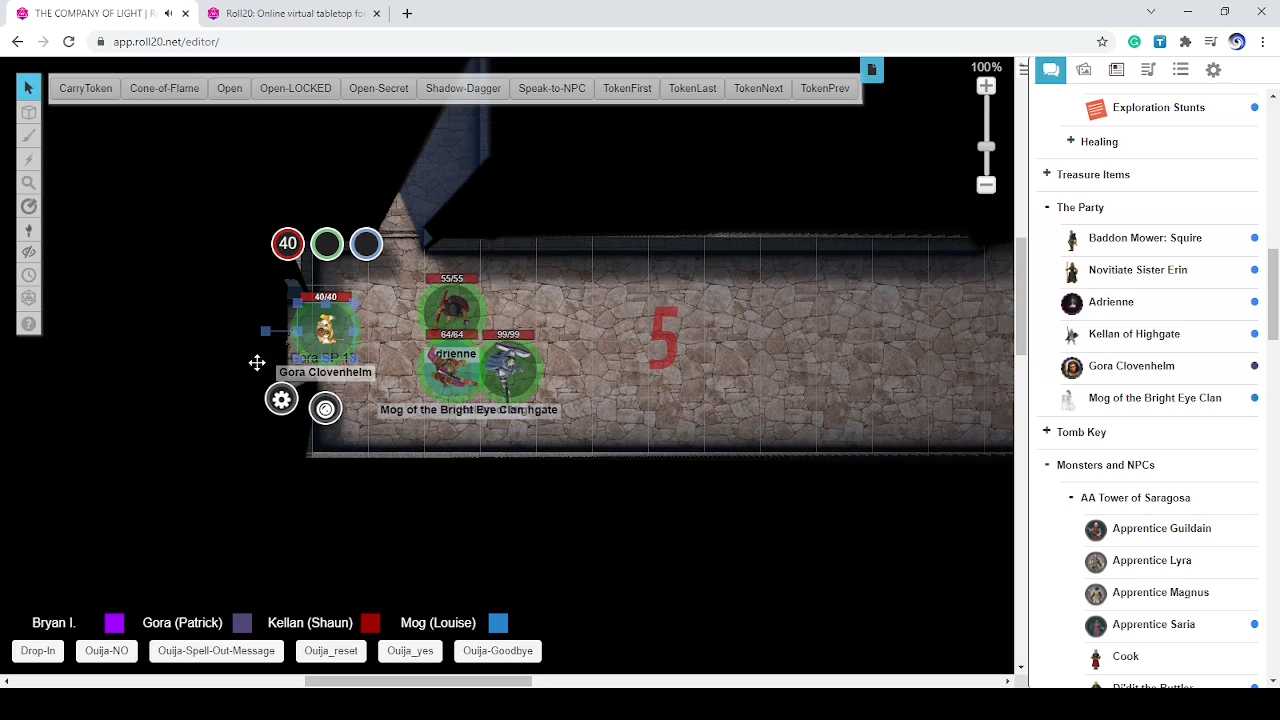 THE COMPANY OF LIGHT | R
Roll20: Online virtual tabletop fo
app.roll20.net/editor/
CarryToken Cone-of-Flame Open Open-LOCKED Open-Secret Shadow-Dagger Speak-to-NPC TokenFirst TokenLast TokenNext TokenPrev
100%
Exploration Stunts
Healing
Treasure Items
The Party
Baddon Mower: Squire
Novitiate Sister Erin
Adrienne
Kellan of Highgate
Gora Clovenhelm
Mog of the Bright Eye Clan
Tomb Key
Monsters and NPCs
AA Tower of Saragosa
Apprentice Guildain
Apprentice Lyra
Apprentice Magnus
Apprentice Saria
Cook
40
55/55
40/40
64/64 99/99
5
drienne
Gora SP 18
Gora Clovenhelm
Mog of the Bright Eye Clan hgate
Bryan I. Gora (Patrick) Kellan (Shaun) Mog (Louise)
Drop-In Ouija-NO Ouija-Spell-Out-Message Ouija_reset Ouija_yes Ouija-Goodbye